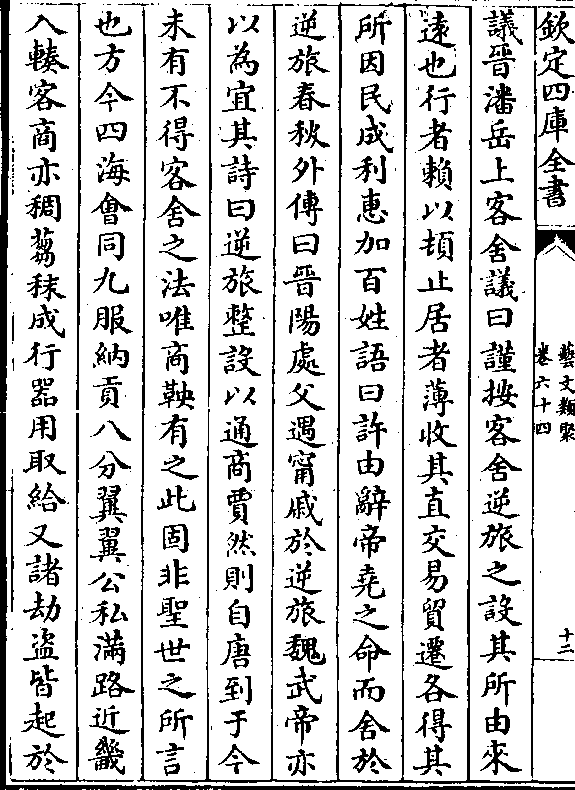 欽定四庫全書
藝文類聚
卷六十四
十二
議晉潘岳上客舍議曰謹按客舍逆旅之設其所由來
遠也行者賴以頓止居者薄收其直交易貿遷各得其
所因民成利惠加百姓語曰許由辭帝堯之命而舍於
逆旅春秋外傳曰晉陽處父遇甯戚於逆旅魏武帝亦
以為宜其詩曰逆旅整設以通商賈然則自唐到于今
未有不得客舍之法唯商鞅有之此固非聖世之所言
也方今四海會同九服納貢八分翼翼公私滿路近畿
入輳客商亦稠芻秣成行器用取給又諸劫盜皆起於